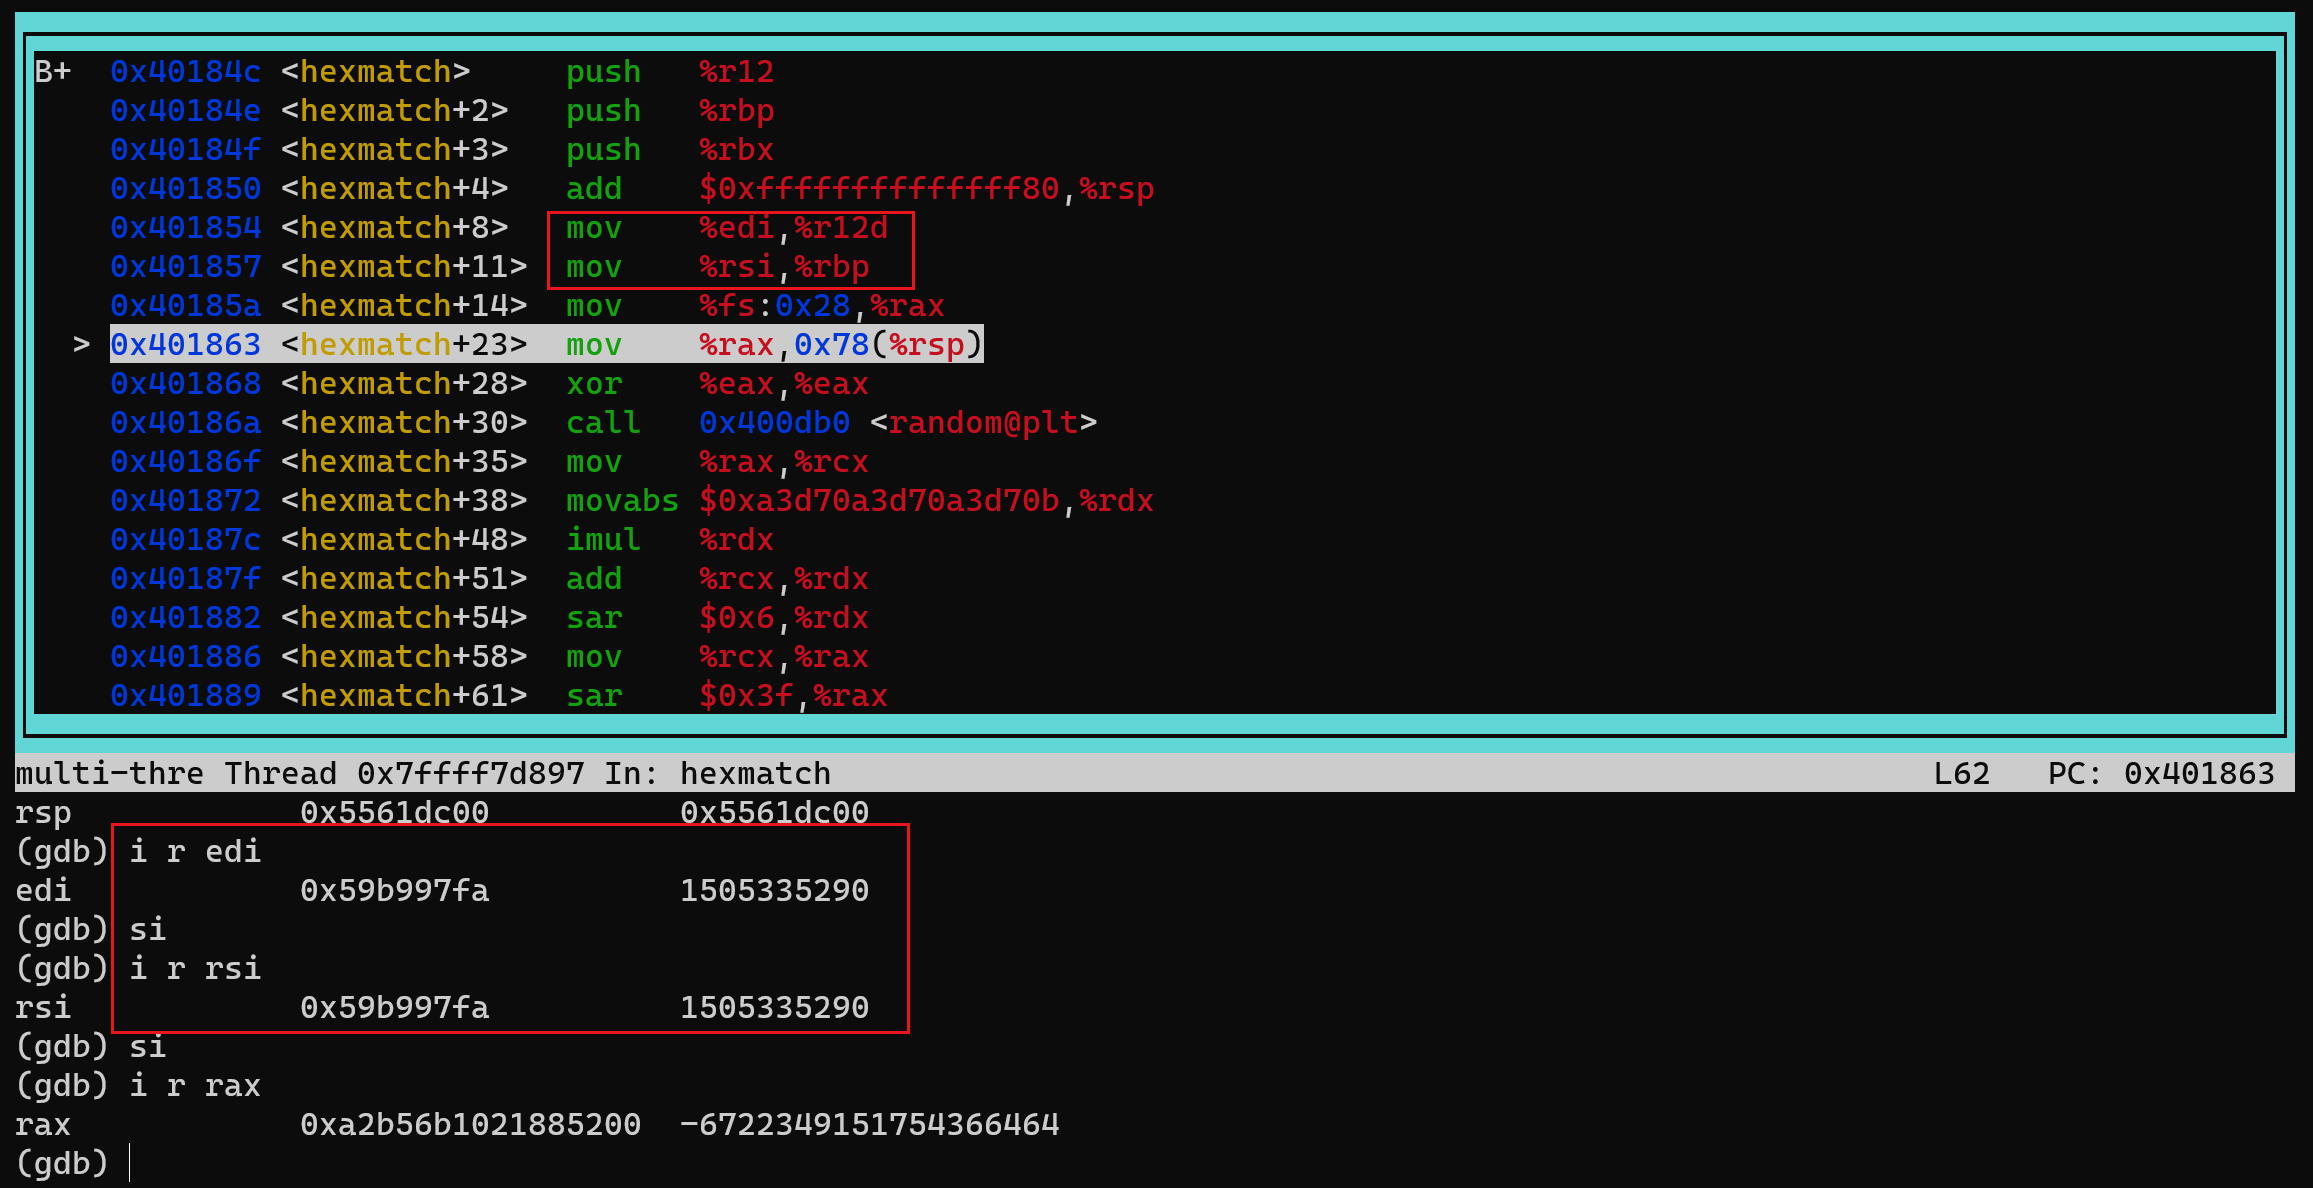 B+ 0x40184c <hexmatch> push %r12
0x40184e <hexmatch+2> push %rbp
0x40184f <hexmatch+3> push %rbx
0x401850 <hexmatch+4> add $0xffffffffffffff80,%rsp
0x401854 <hexmatch+8> mov %edi,%r12d
0x401857 <hexmatch+11> mov %rsi,%rbp
0x40185a <hexmatch+14> mov %fs:0x28,%rax
> 0x401863 <hexmatch+23> mov %rax,0x78(%rsp)
0x401868 <hexmatch+28> xor %eax,%eax
0x40186a <hexmatch+30> call 0x400db0 <random@plt>
0x40186f <hexmatch+35> mov %rax,%rcx
0x401872 <hexmatch+38> movabs $0xa3d70a3d70a3d70b,%rdx
0x40187c <hexmatch+48> imul %rdx
0x40187f <hexmatch+51> add %rcx,%rdx
0x401882 <hexmatch+54> sar $0x6,%rdx
0x401886 <hexmatch+58> mov %rcx,%rax
0x401889 <hexmatch+61> sar $0x3f,%rax
multi-thre Thread 0x7ffff7d897 In: hexmatch L62 PC: 0x401863
rsp 0x5561dc00 0x5561dc00
(gdb) i r edi
edi 0x59b997fa 1505335290
(gdb) si
(gdb) i r rsi
rsi 0x59b997fa 1505335290
(gdb) si
(gdb) i r rax
rax 0xa2b56b1021885200 -6722349151754366464
(gdb)